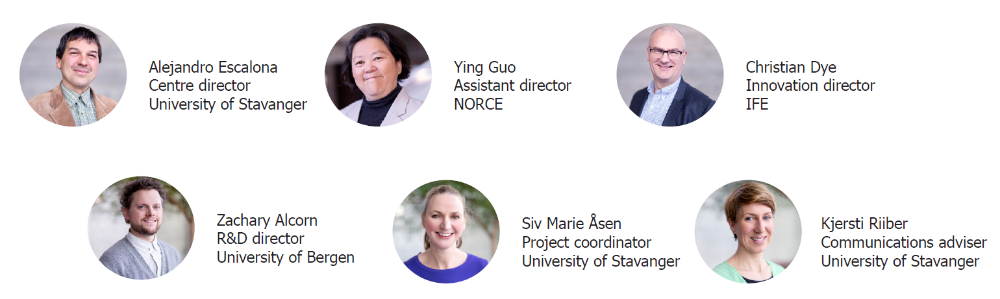 Alejandro Escalona
Centre director
University of Stavanger
Ying Guo
Assistant director
NORCE
Christian Dye
Innovation director
IFE
Zachary Alcorn
R&D director
University of Bergen
Siv Marie Åsen
Project coordinator
University of Stavanger
Kjersti Riiber
Communications adviser
University of Stavanger